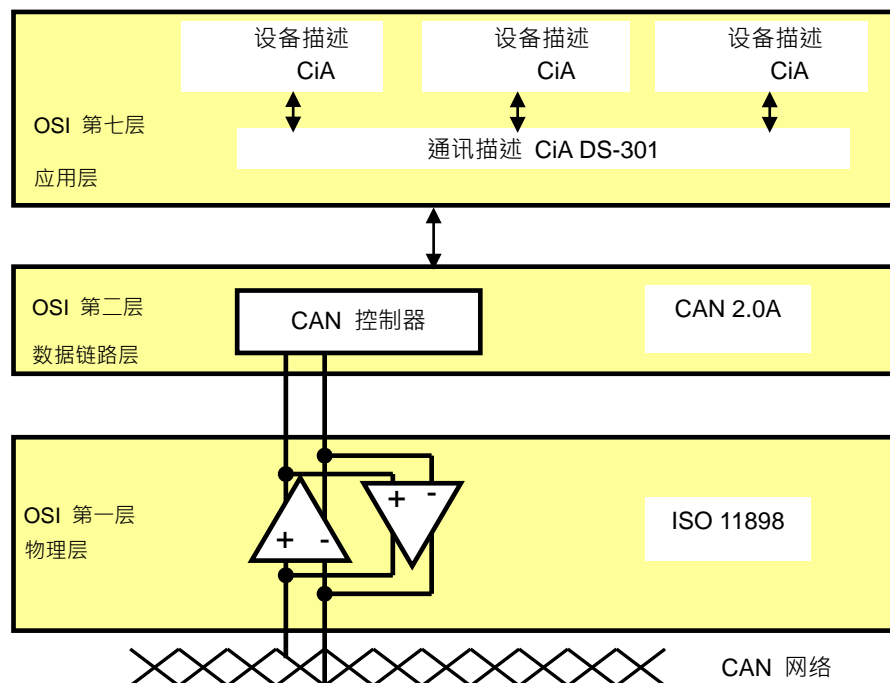 设备描述
CiA
设备描述
CiA
设备描述
CiA
OSI 第七层
应用层
通讯描述 CiA DS-301
OSI 第二层
数据链路层
CAN 控制器
CAN 2.0A
OSI 第一层
物理层
+ -
+ -
ISO 11898
CAN 网络